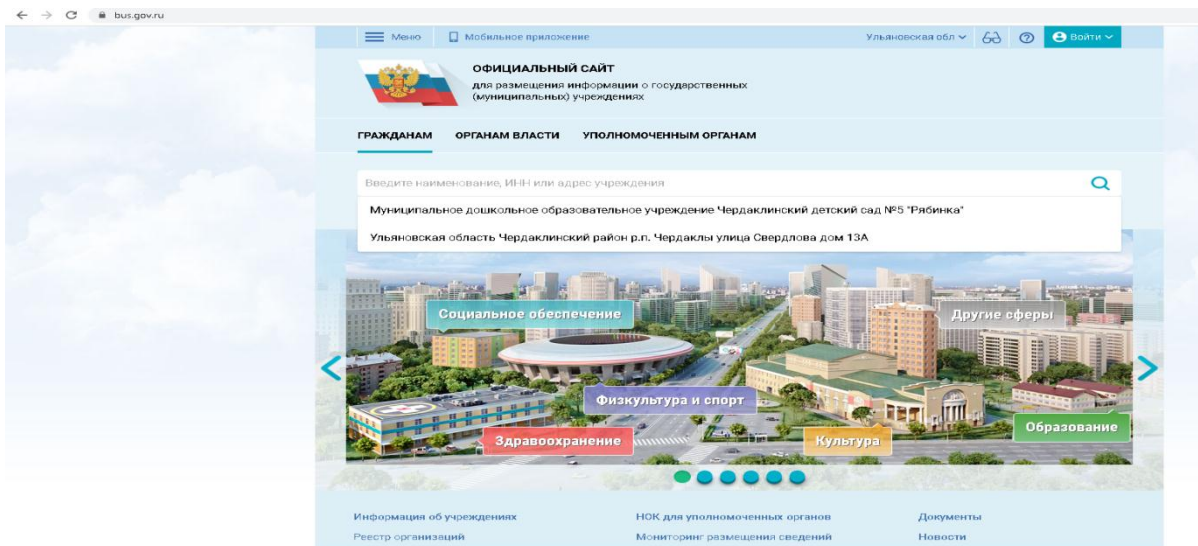 bus.gov.ru
Меню Мобильное приложение Ульяновская обл Войти
ОФИЦИАЛЬНЫЙ САЙТ
для размещения информации о государственных
(муниципальных) учреждениях
ГРАЖДАНАМ ОРГАНАМ ВЛАСТИ УПОЛНОМОЧЕННЫМ ОРГАНАМ
Введите наименование, ИНН или адрес учреждения
Муниципальное дошкольное образовательное учреждение Чердаклинский детский сад №5 "Рябинка"
Ульяновская область Чердаклинский район р.п. Чердаклы улица Свердлова дом 13А
Социальное обеспечение Другие сферы
Физкультура и спорт
Образование
Здравоохранение Культура
Информация об учреждениях НОК для уполномоченных органов Документы
Реестр организаций Мониторинг размещения сведений Новости